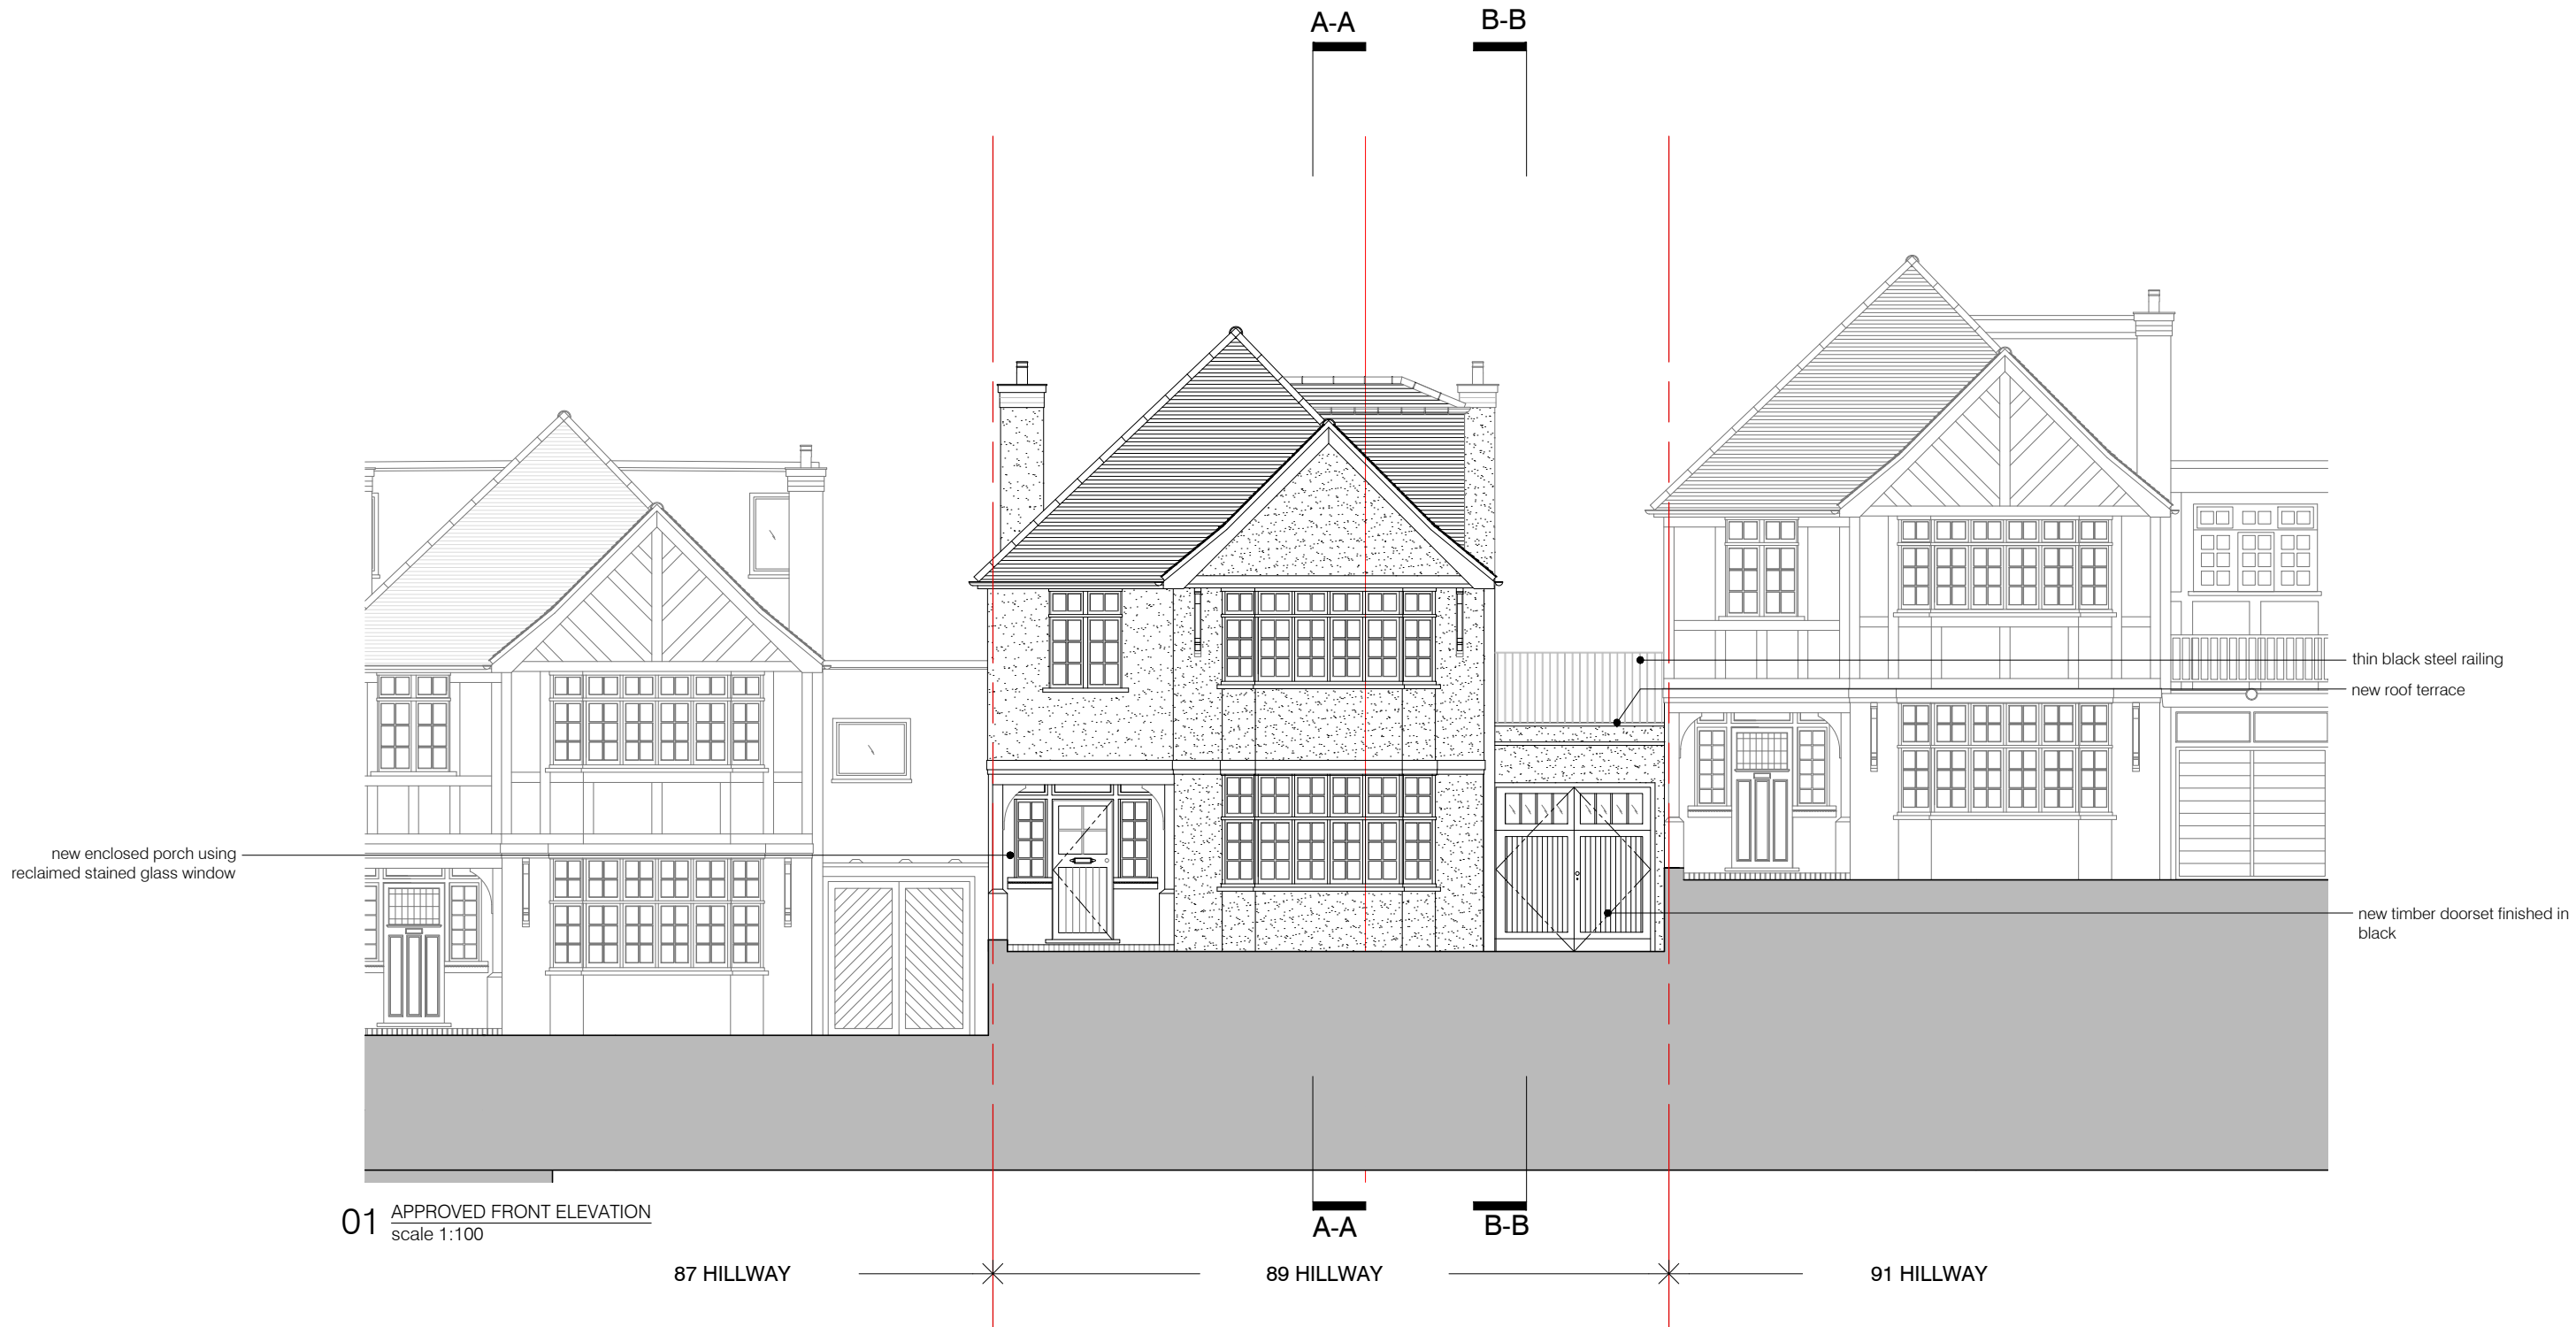 A-A
B-B
thin black steel railing
new roof terrace
new enclosed porch using
reclaimed stained glass window
new timber doorset finished in
black
01 APPROVED FRONT ELEVATION
scale 1:100
A-A
B-B
87 HILLWAY
89 HILLWAY
91 HILLWAY